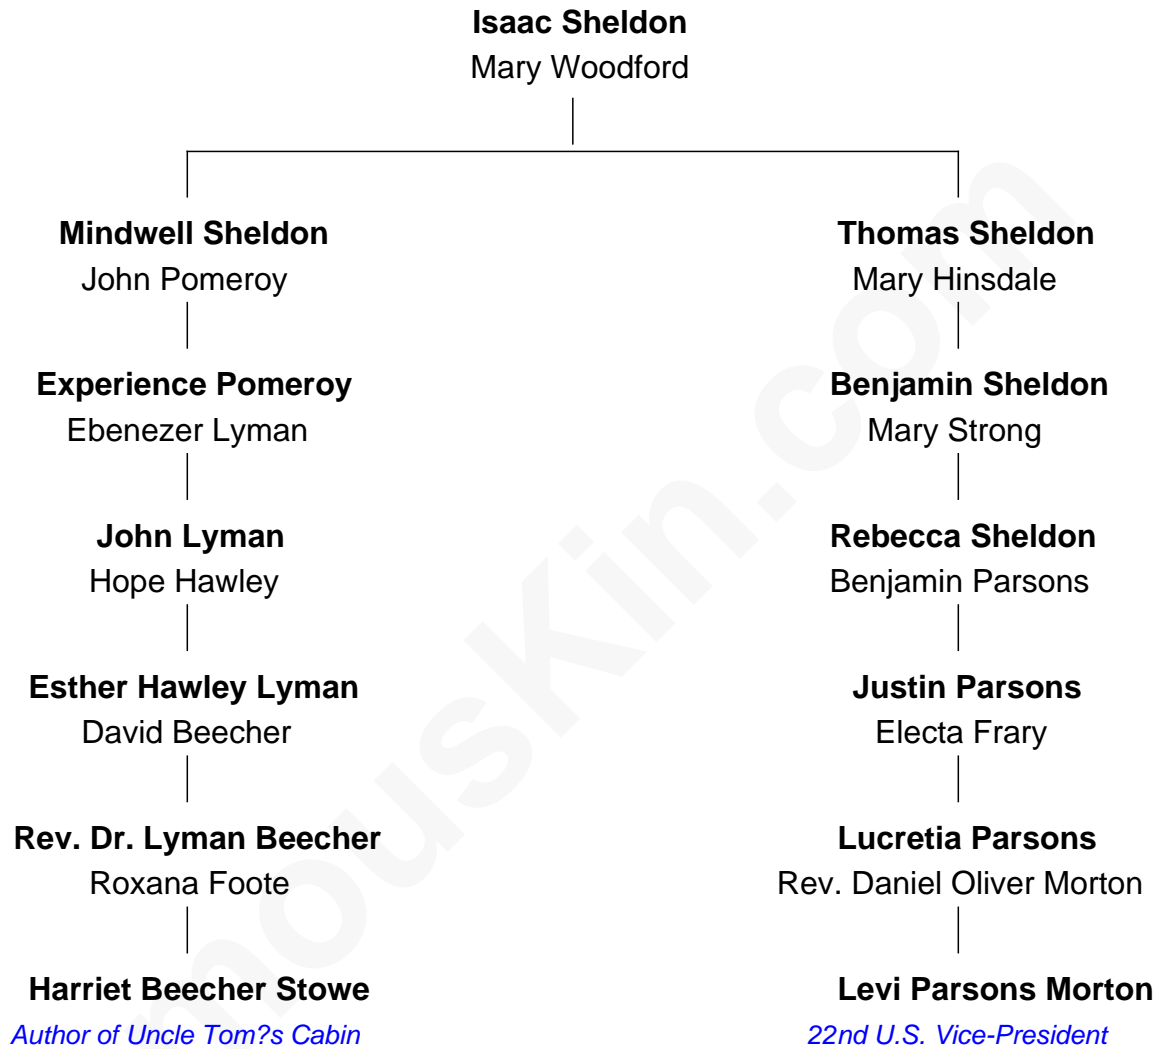 Isaac Sheldon
Mary Woodford
Mindwell Sheldon
John Pomeroy
Thomas Sheldon
Mary Hinsdale
Experience Pomeroy
Ebenezer Lyman
Benjamin Sheldon
Mary Strong
John Lyman
Hope Hawley
Rebecca Sheldon
Benjamin Parsons
Esther Hawley Lyman
David Beecher
Justin Parsons
Electa Frary
Rev. Dr. Lyman Beecher
Roxana Foote
Lucretia Parsons
Rev. Daniel Oliver Morton
Harriet Beecher Stowe
Author of Uncle Tom?s Cabin
Levi Parsons Morton
22nd U.S. Vice-President
mousKin.com